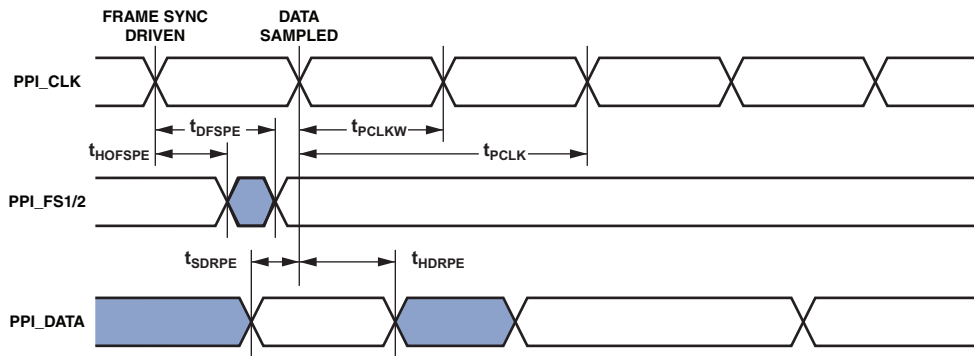 FRAME SYNC
DRIVEN
DATA
SAMPLED
PPI_CLK
tDFSPE
tPCLKW
tHOFSPE
tPCLK
PPI_FS1/2
tSDRPE
tHDRPE
PPI_DATA